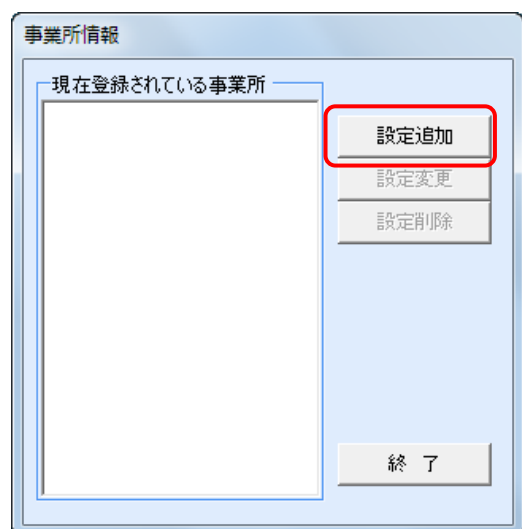 事業所情報
現在登録されている事業所
設定追加
設定変更
設定削除
終 了